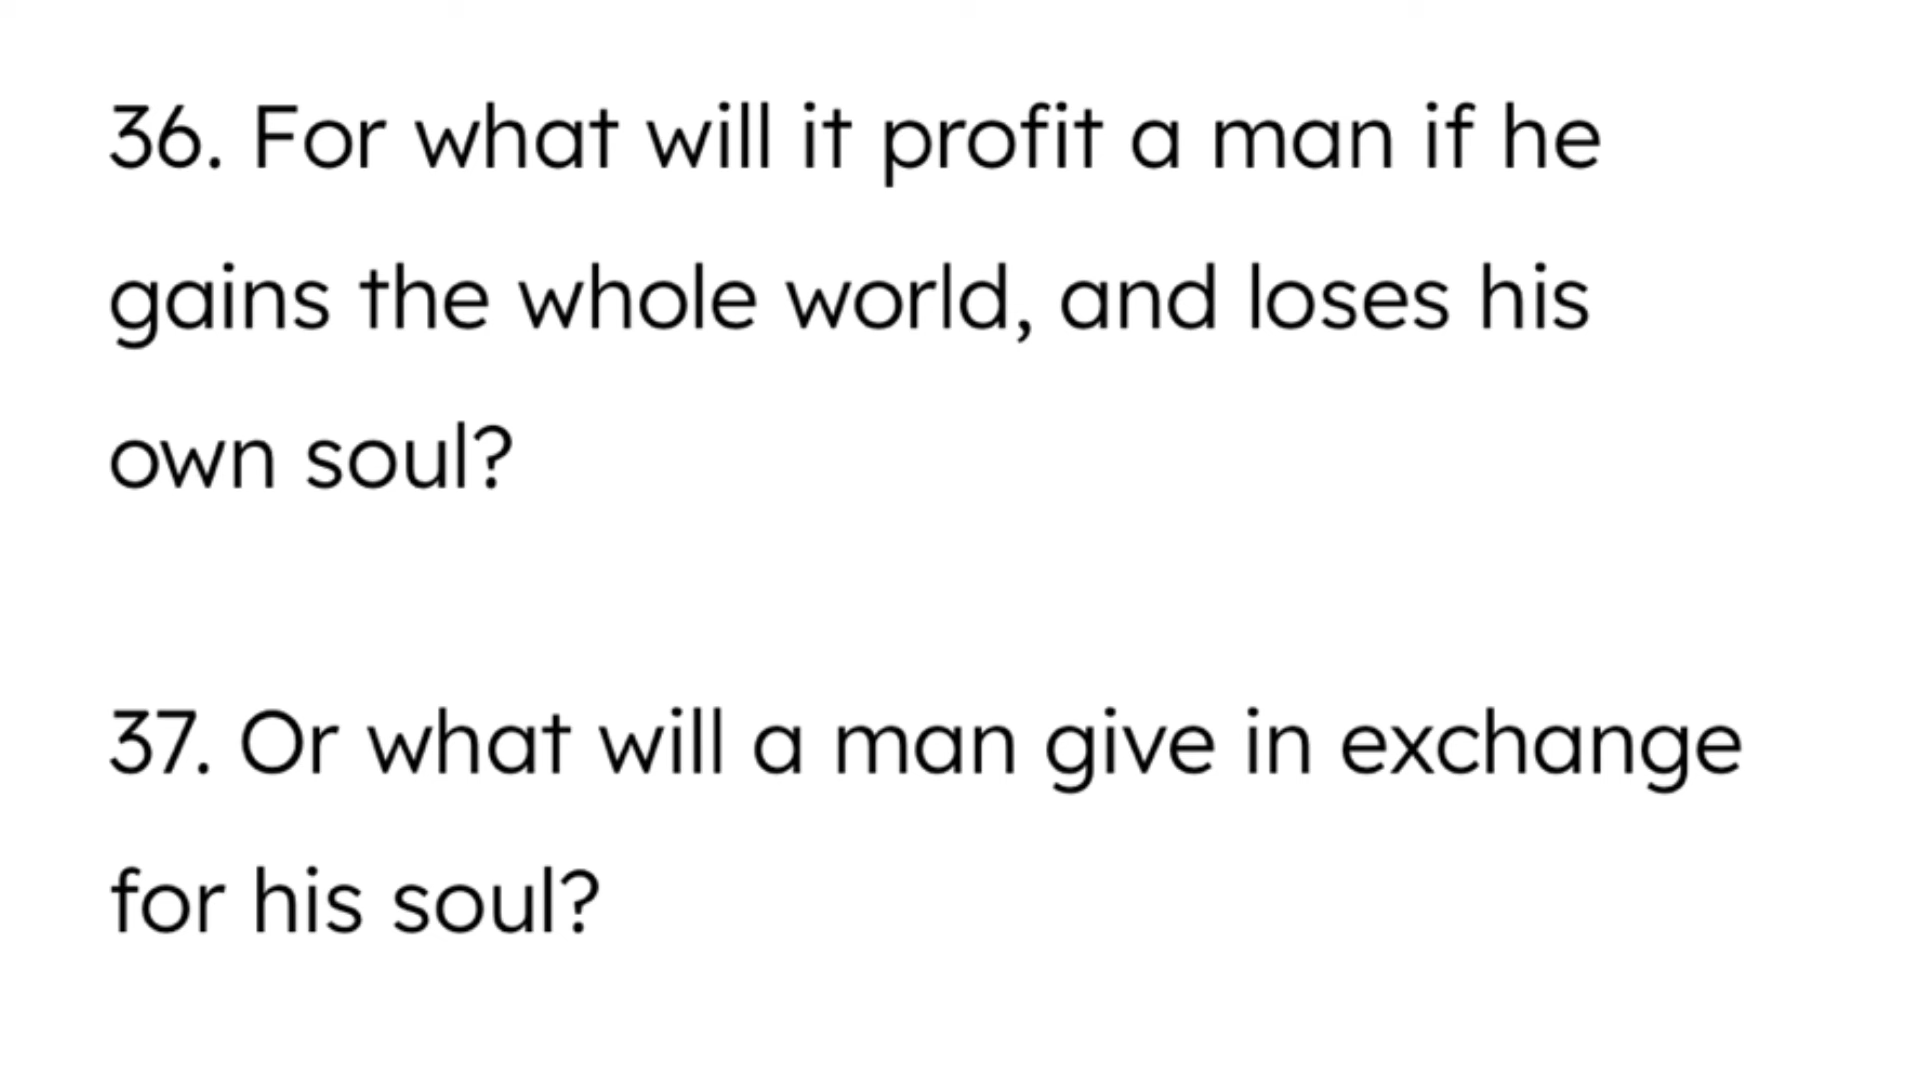 36. For what will it profit a man if he
gains the whole world, and loses his
own soul?
37. Or what will a man give in exchange
for his soul?